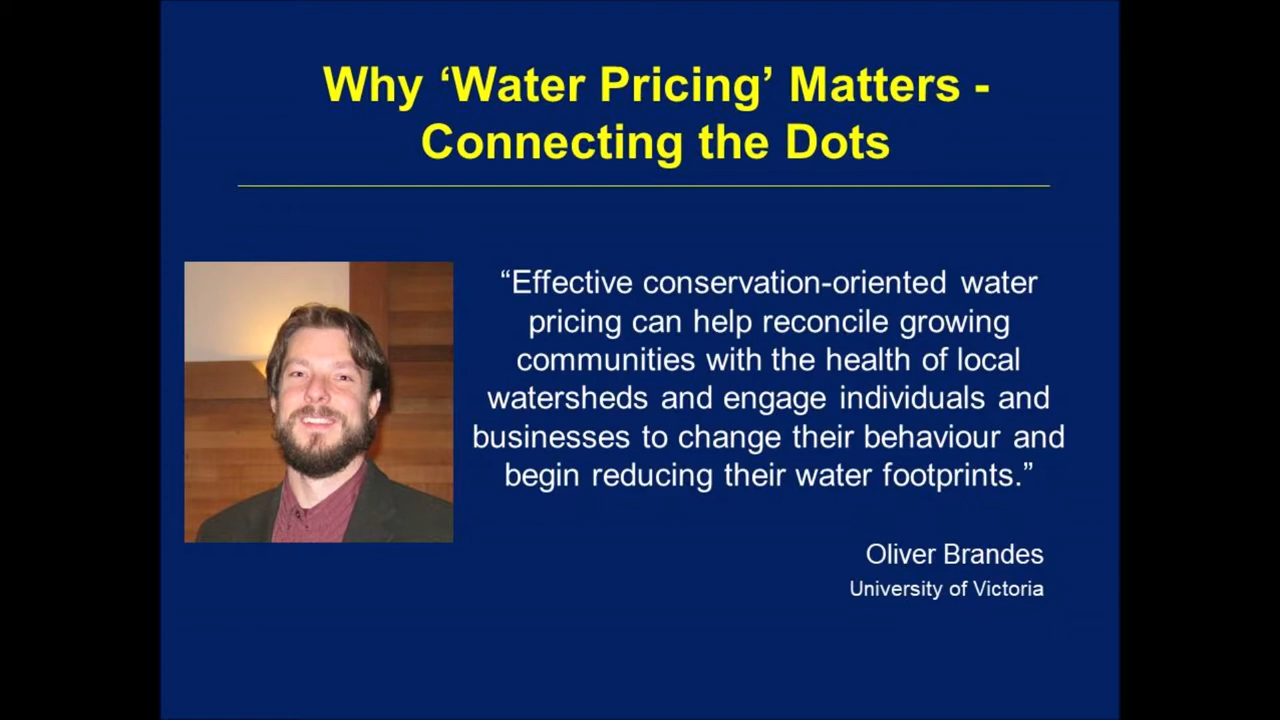 Why ‘Water Pricing’ Matters -
Connecting the Dots
“Effective conservation-oriented water
pricing can help reconcile growing
communities with the health of local
watersheds and engage individuals and
businesses to change their behaviour and
begin reducing their water footprints.”
Oliver Brandes
University of Victoria